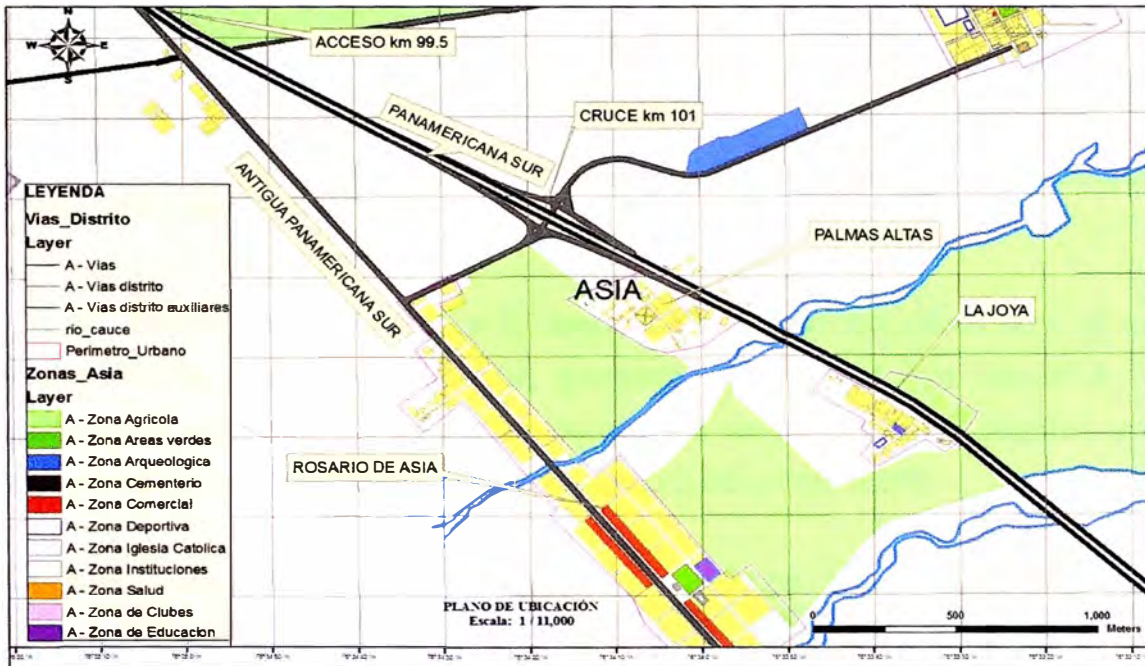 N
W
E
S
ACCESO km 99.5
PANAMERICANA SUR
CRUCE km 101
ANTIGUA PANAMERICANA SUR
PALMAS ALTAS
ASIA
LA JOYA
ROSARIO DE ASIA
LEYENDA
Vias_Distrito
Layer
A - Vias
A - Vias distrito
A - Vias distrito auxiliares
rio_cauce
Perimetro_Urbano
Zonas_Asia
Layer
A - Zona Agricola
A - Zona Areas verdes
A - Zona Arqueologica
A - Zona Cementerio
A - Zona Comercial
A - Zona Deportiva
A - Zona Iglesia Catolica
A - Zona Instituciones
A - Zona Salud
A - Zona de Clubes
A - Zona de Educacion
PLANO DE UBICACIÓN
Escala: 1 / 11,000
0 500 1,000
Meters